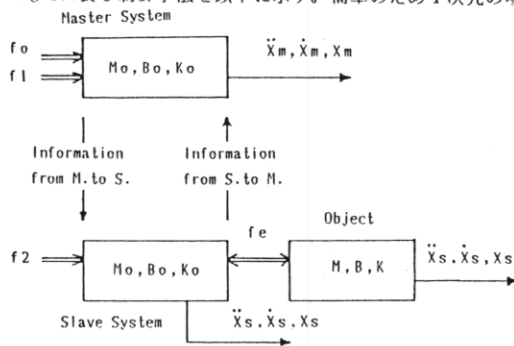 Master System
fo
f1
Mo, Bo, Ko
Ẍm, Ẋm, Xm
Information
from M. to S.
Information
from S. to M.
Object
fe
f2
Mo, Bo, Ko
M, B, K
Ẍs. Ẋs, Xs
Slave System
Ẍs. Ẋs, Xs